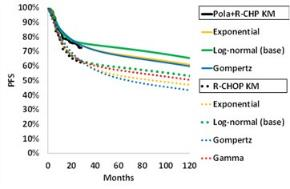 100%
90%
80%
70%
60%
50%
40%
30%
20%
10%
0%
PFS
0 20 40 60 80 100 120
Months
Pola+R-CHP KM
Exponential
Log-normal (base)
Gompertz
R-CHOP KM
Exponential
Log-normal (base)
Gompertz
Gamma